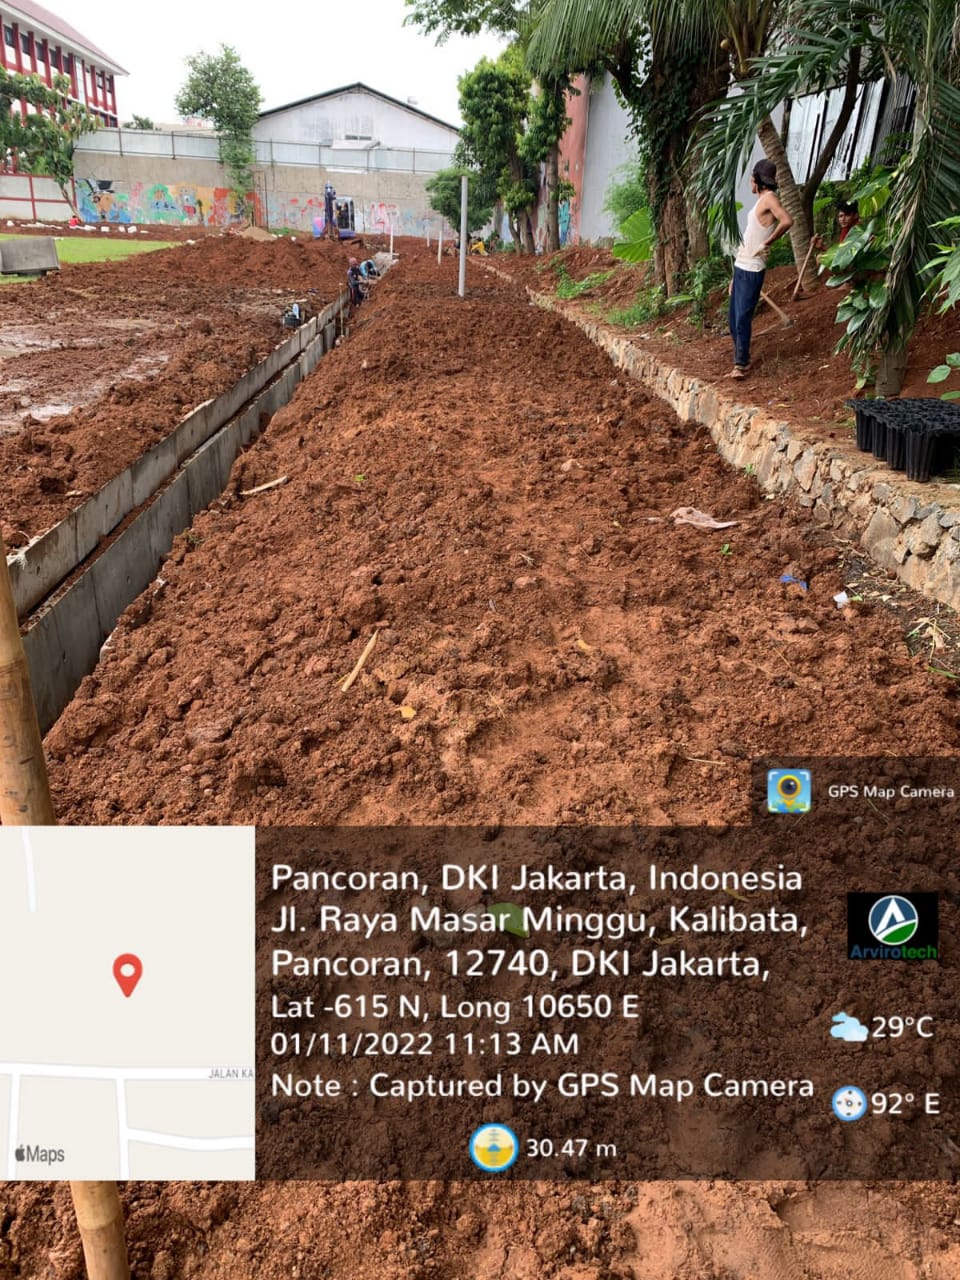 GPS Map Camera
Pancoran, DKI Jakarta, Indonesia
Jl. Raya Masar Minggu, Kalibata,
Pancoran, 12740, DKI Jakarta,
Lat -615 N, Long 10650 E
01/11/2022 11:13 AM
Note : Captured by GPS Map Camera
30.47 m
Arvirotech
29°C
92° E
JALAN KA
Maps